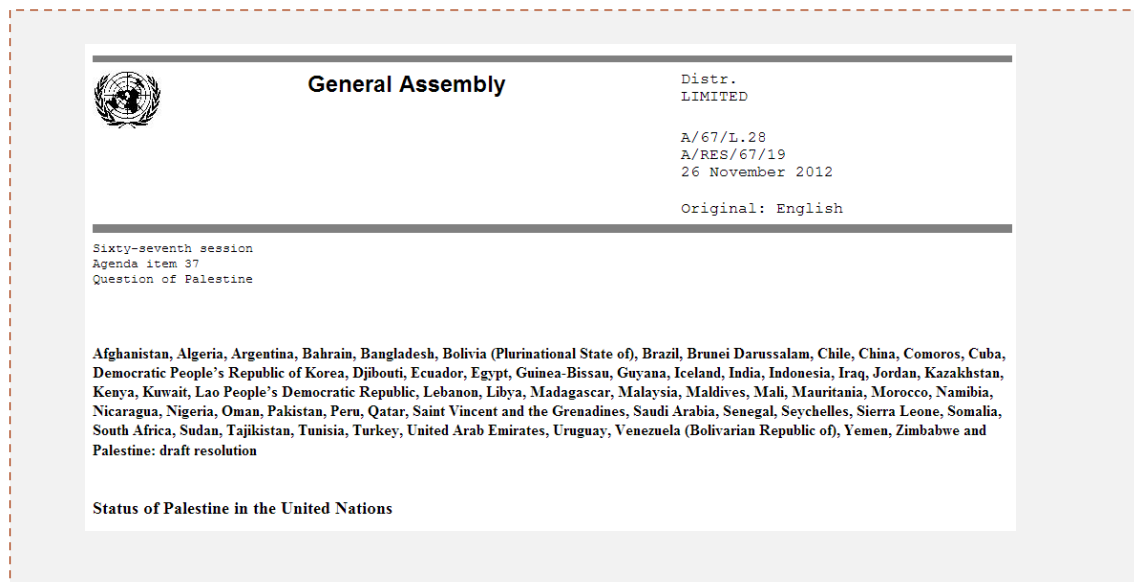 General Assembly
Distr.
LIMITED
A/67/L.28
A/RES/67/19
26 November 2012
Original: English
Sixty-seventh session
Agenda item 37
Question of Palestine
Afghanistan, Algeria, Argentina, Bahrain, Bangladesh, Bolivia (Plurinational State of), Brazil, Brunei Darussalam, Chile, China, Comoros, Cuba,
Democratic People’s Republic of Korea, Djibouti, Ecuador, Egypt, Guinea-Bissau, Guyana, Iceland, India, Indonesia, Iraq, Jordan, Kazakhstan,
Kenya, Kuwait, Lao People’s Democratic Republic, Lebanon, Libya, Madagascar, Malaysia, Maldives, Mali, Mauritania, Morocco, Namibia,
Nicaragua, Nigeria, Oman, Pakistan, Peru, Qatar, Saint Vincent and the Grenadines, Saudi Arabia, Senegal, Seychelles, Sierra Leone, Somalia,
South Africa, Sudan, Tajikistan, Tunisia, Turkey, United Arab Emirates, Uruguay, Venezuela (Bolivarian Republic of), Yemen, Zimbabwe and
Palestine: draft resolution
Status of Palestine in the United Nations